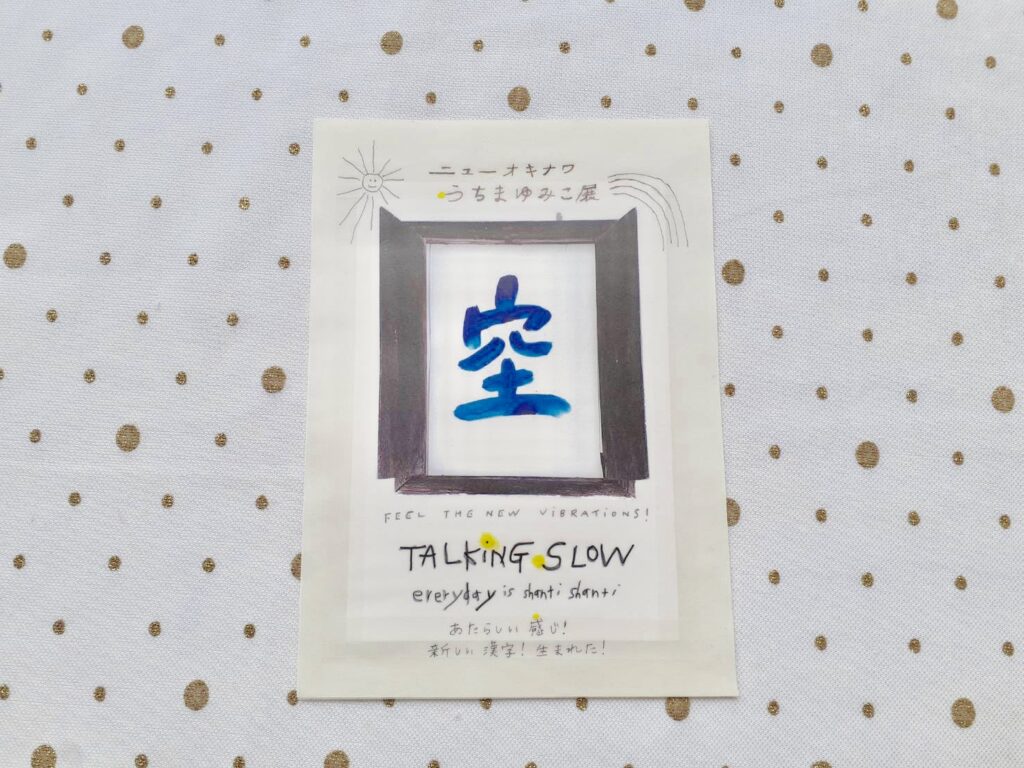 ニューオキナワ
うちまゆみこ展
空
FEEL THE NEW ViBRATiONS!
TALKiNG SLOW
everyday is shanti shanti
あたらしい 感じ!
新しい 漢字! 生まれた!